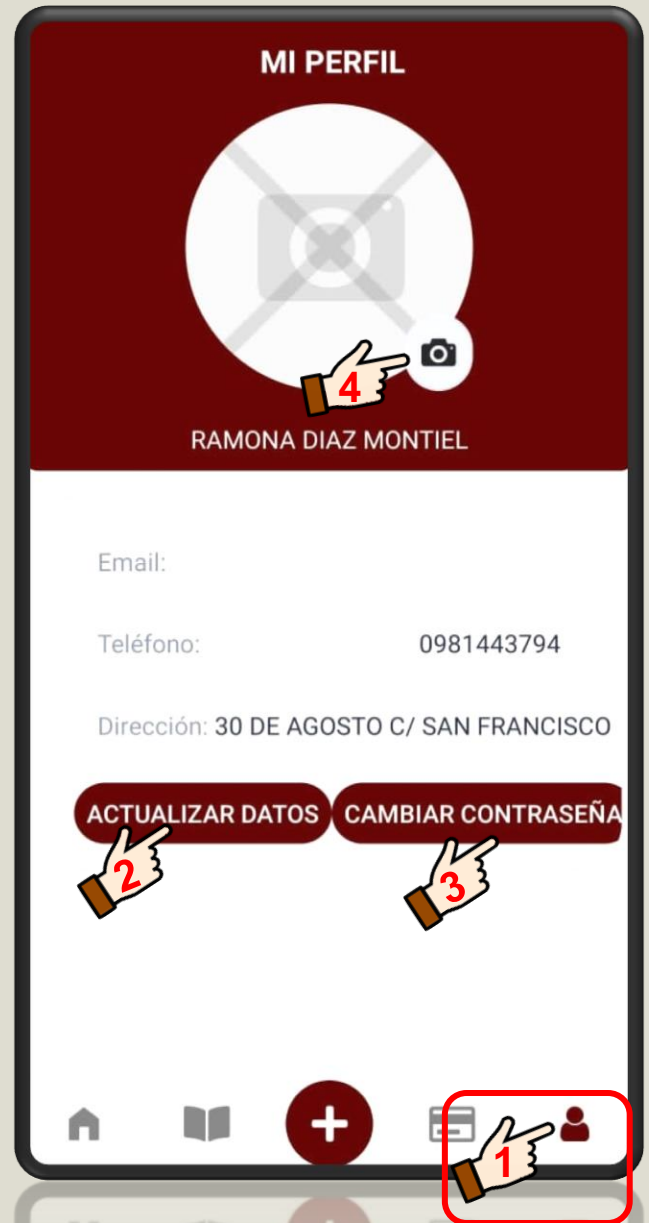 MI PERFIL
4
RAMONA DIAZ MONTIEL
Email:
Teléfono: 0981443794
Dirección: 30 DE AGOSTO C/ SAN FRANCISCO
ACTUALIZAR DATOS CAMBIAR CONTRASEÑA
2 3
1